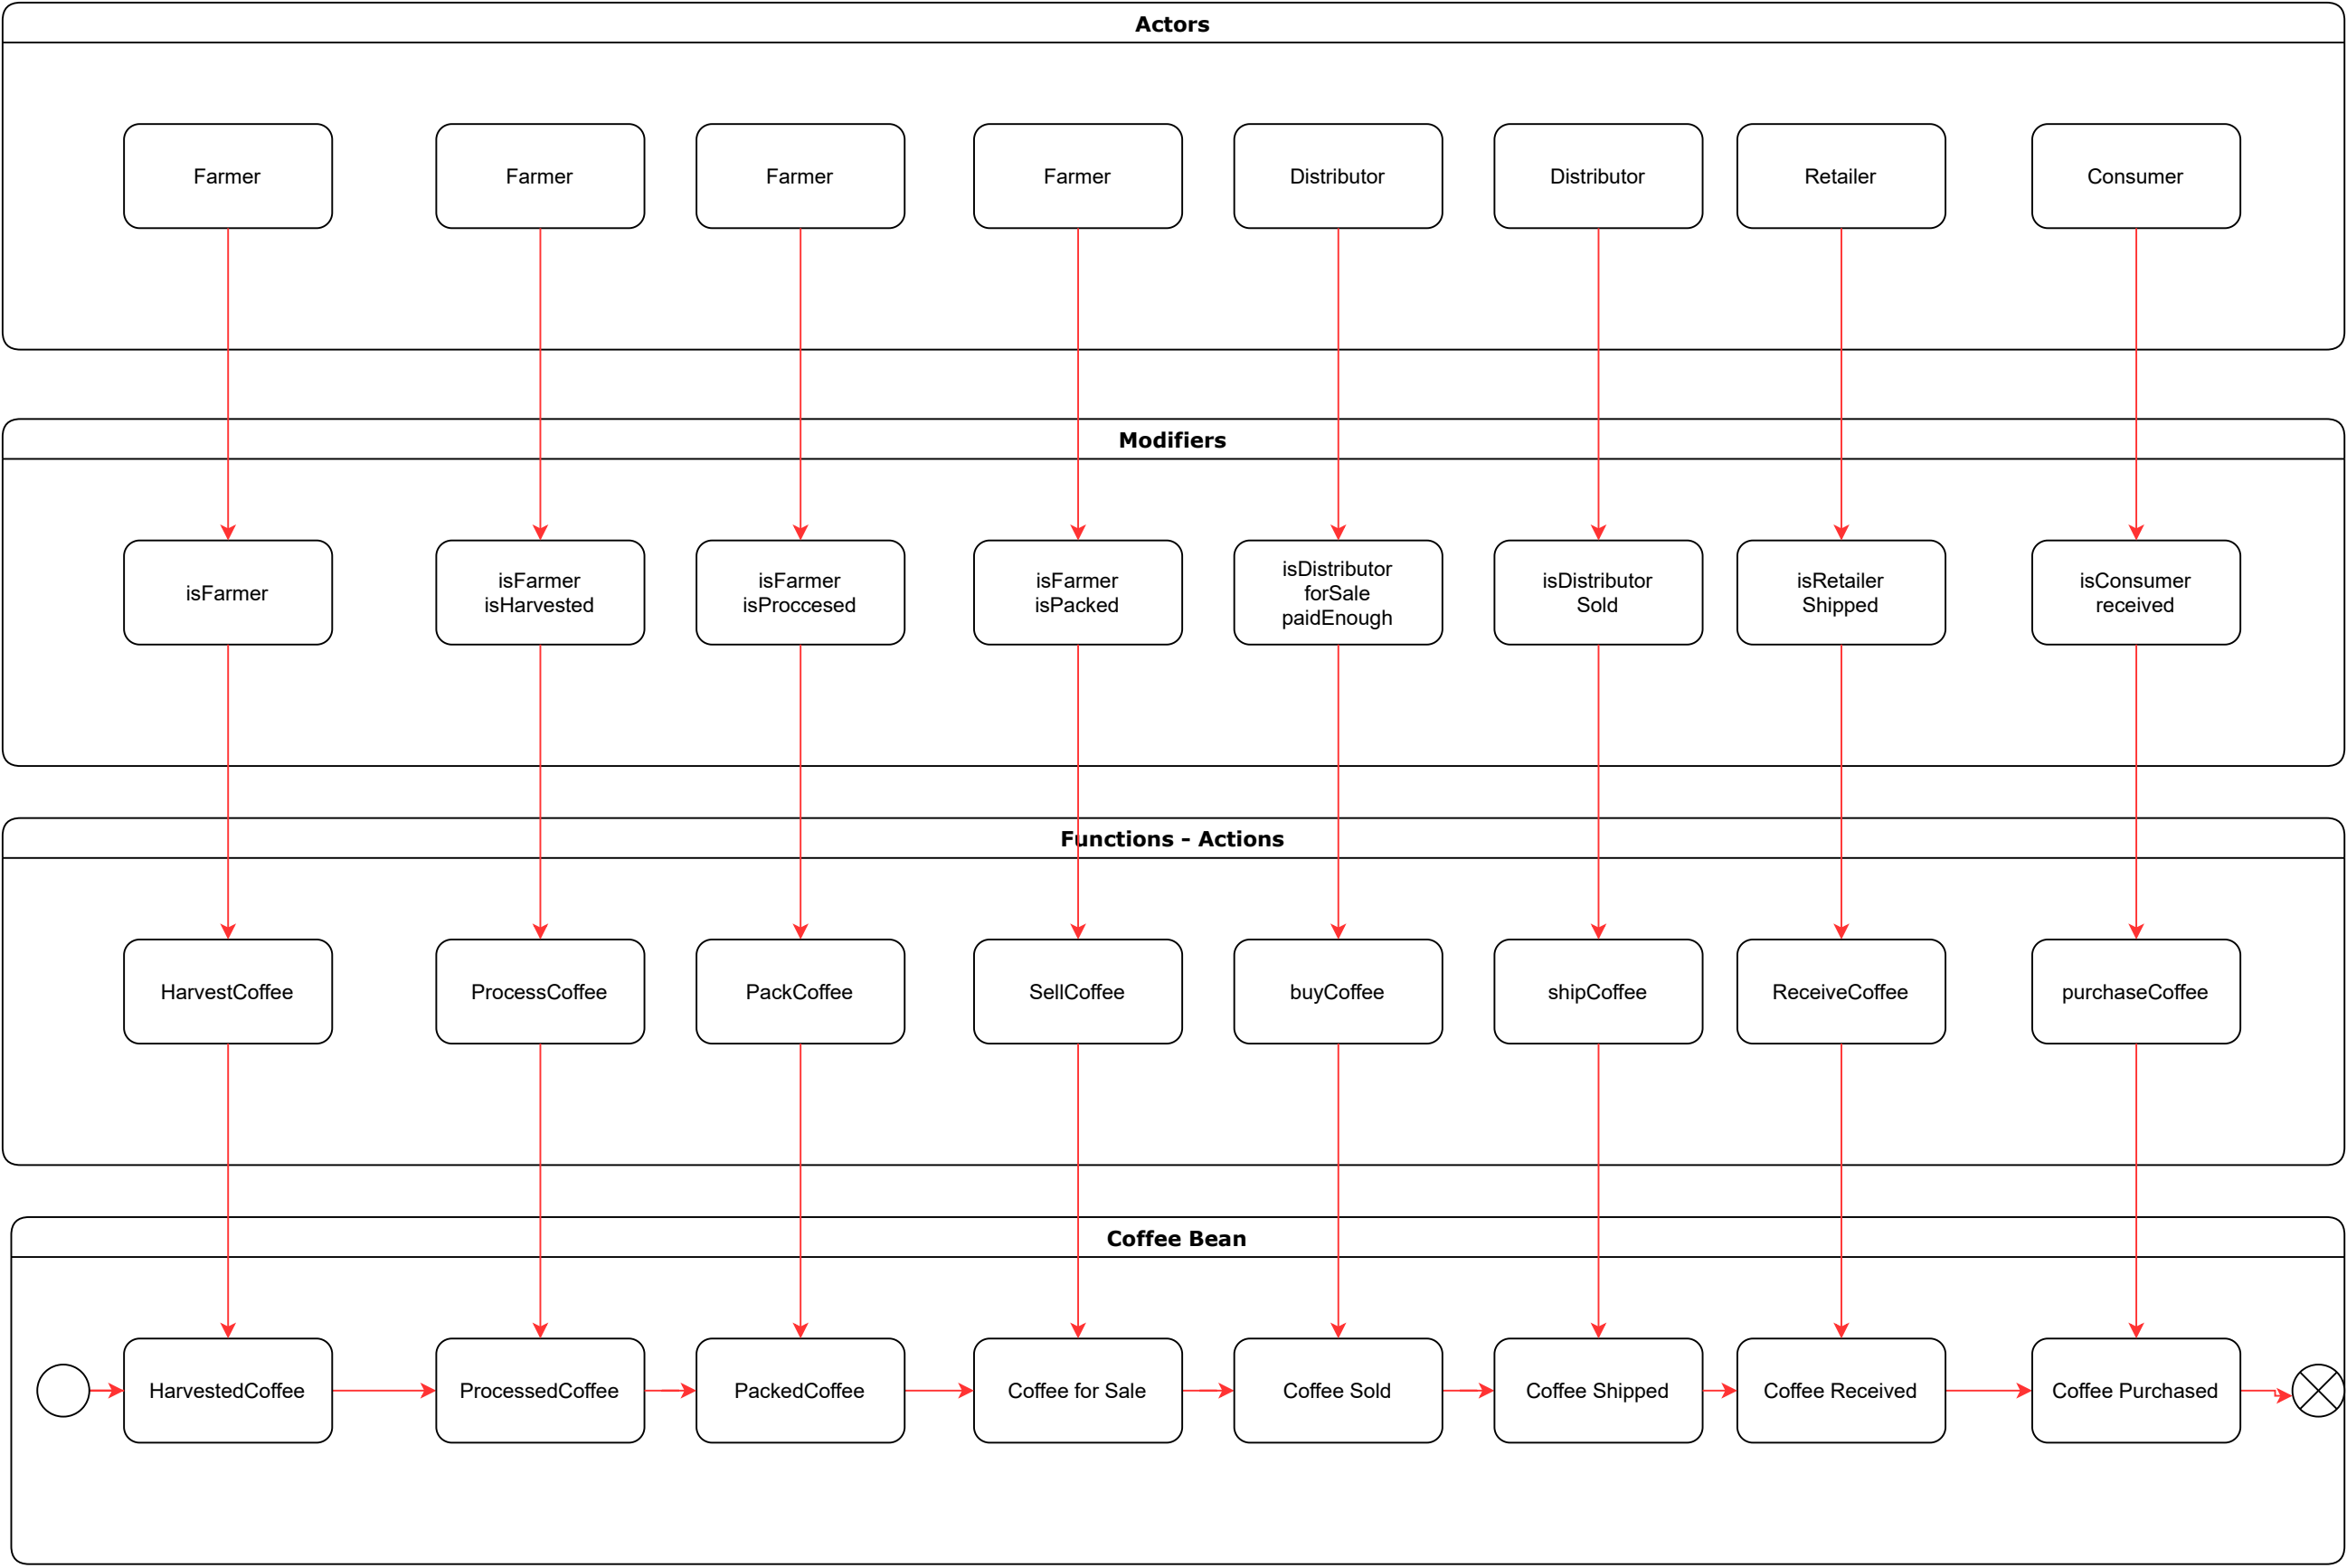 Actors
Farmer
Farmer
Farmer
Farmer
Distributor
Distributor
Retailer
Consumer
Modifiers
isFarmer
isFarmer
isHarvested
isFarmer
isProccesed
isFarmer
isPacked
isDistributor
forSale
paidEnough
isDistributor
Sold
isRetailer
Shipped
isConsumer
received
Functions - Actions
HarvestCoffee
ProcessCoffee
PackCoffee
SellCoffee
buyCoffee
shipCoffee
ReceiveCoffee
purchaseCoffee
Coffee Bean
HarvestedCoffee
ProcessedCoffee
PackedCoffee
Coffee for Sale
Coffee Sold
Coffee Shipped
Coffee Received
Coffee Purchased